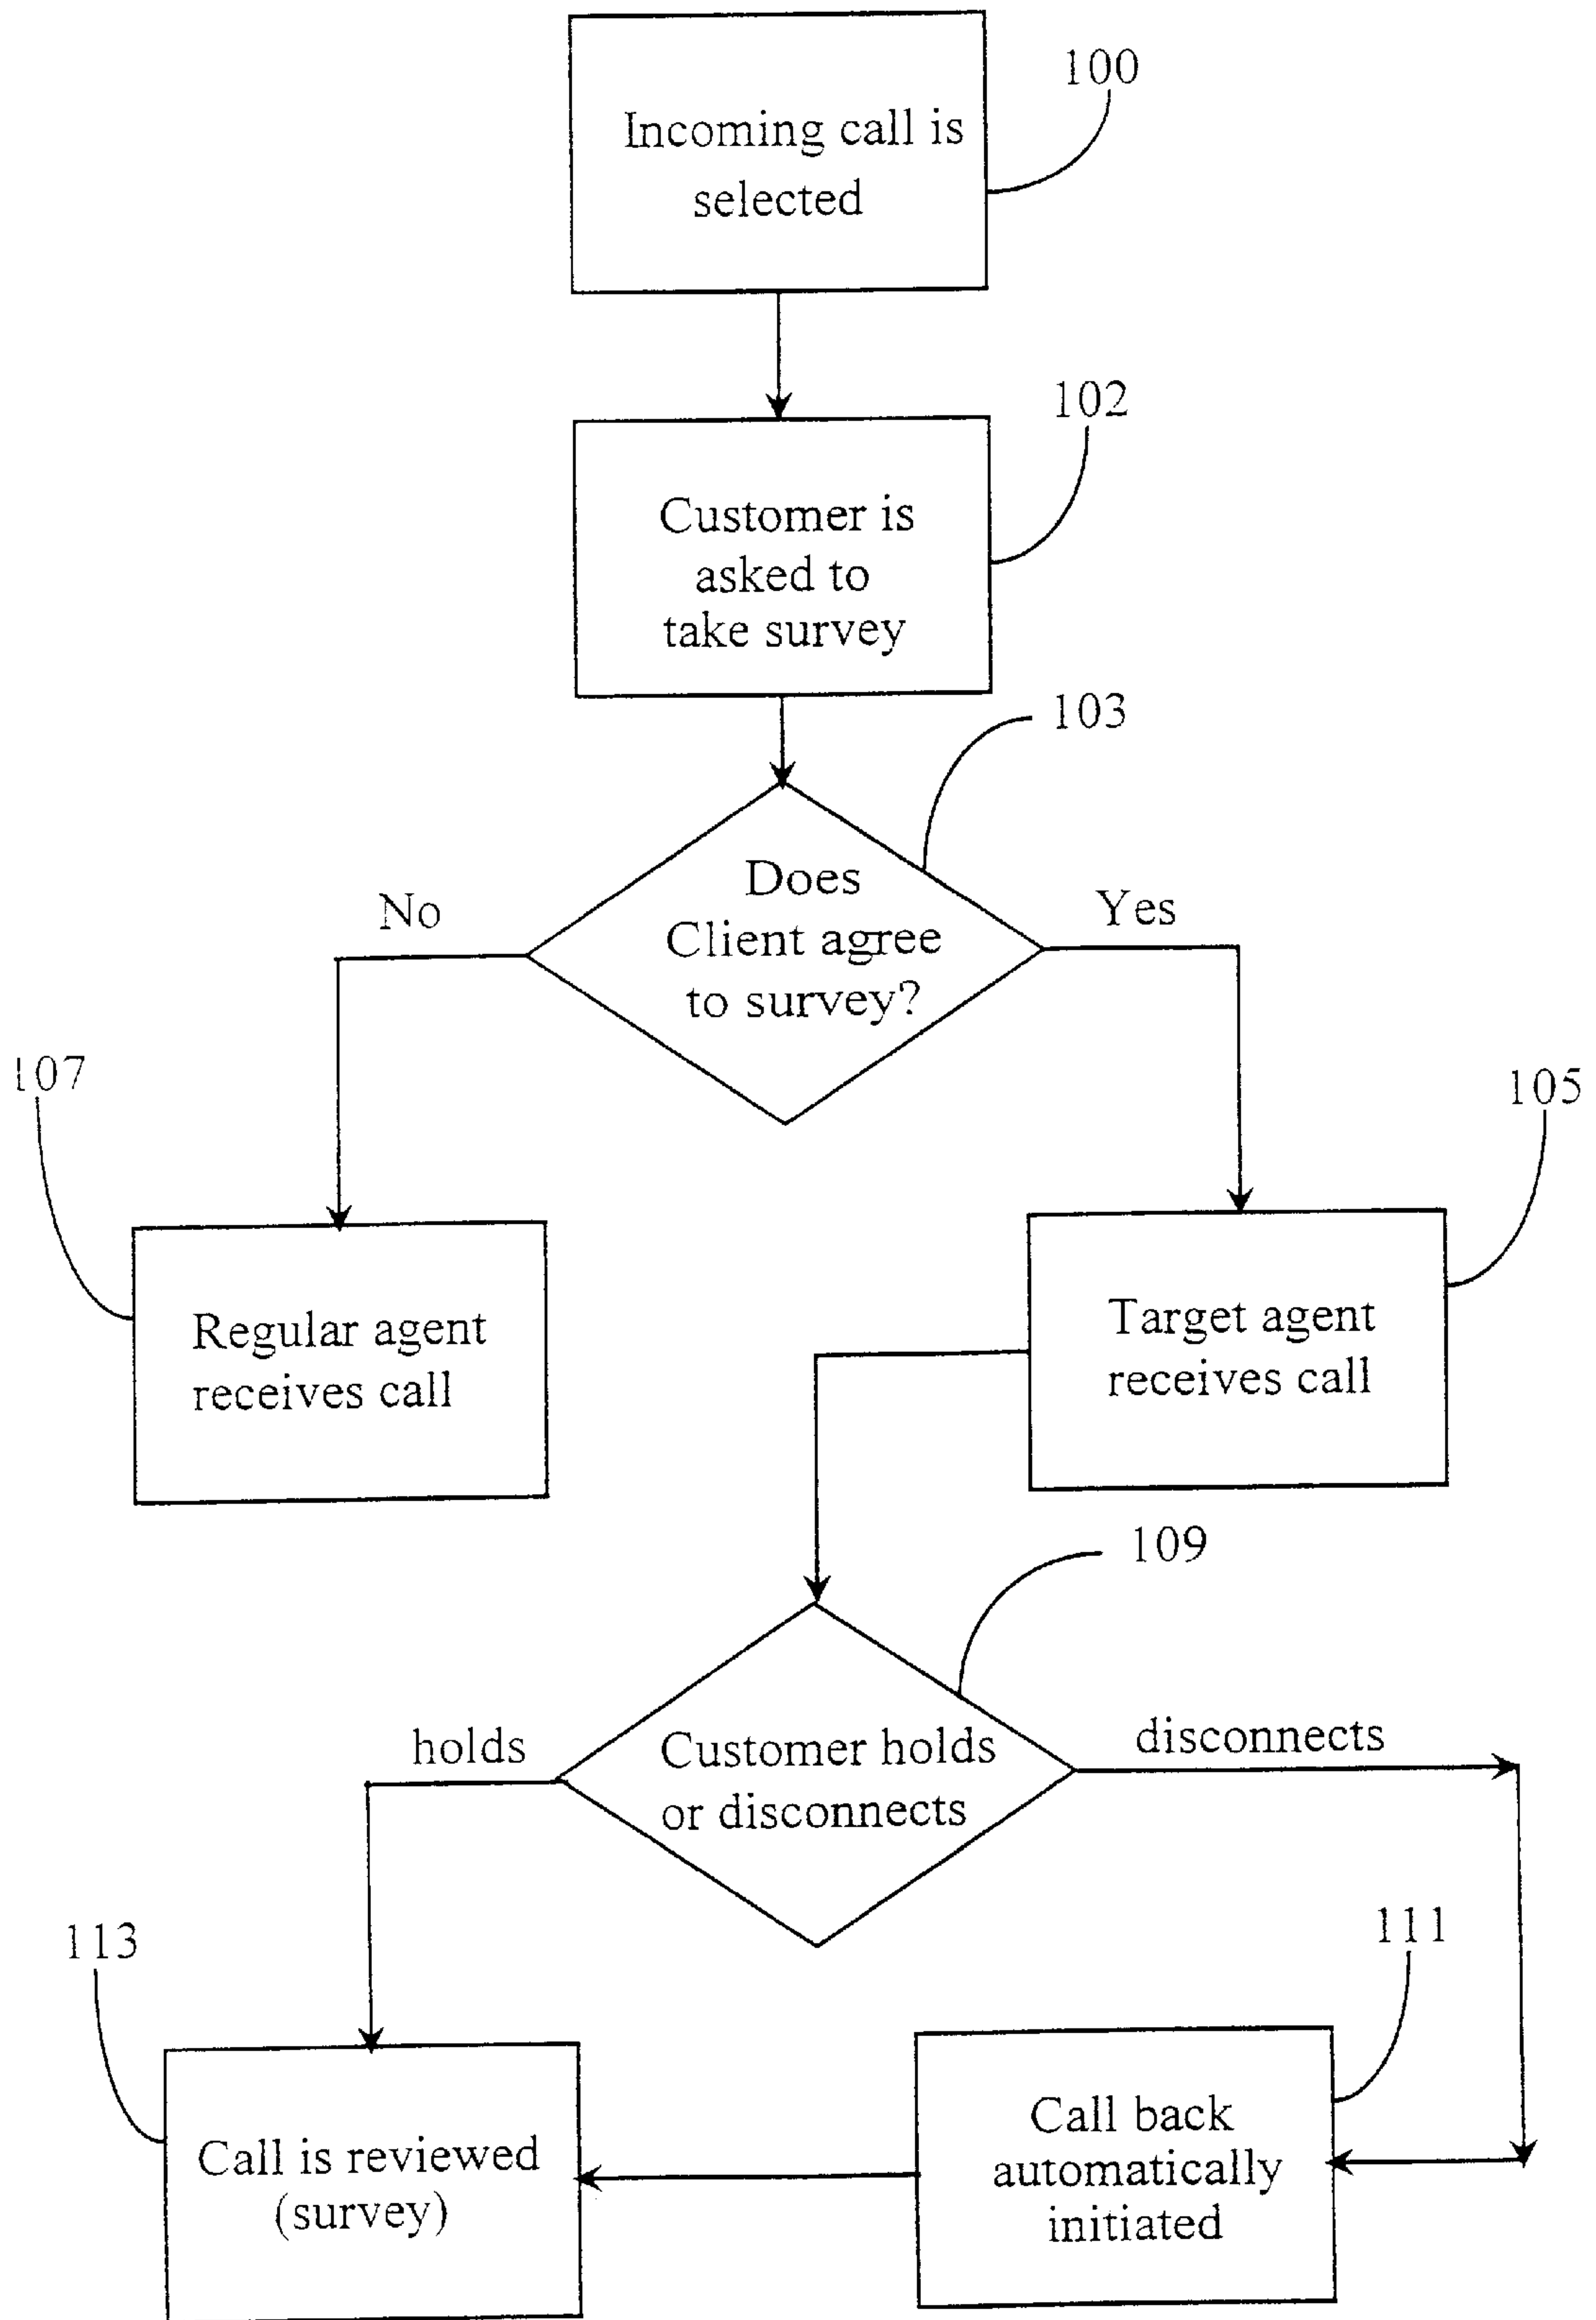 100
Incoming call is
selected
102
Customer is
asked to
take survey
103
Does
Client agree
to survey?
No
Yes
107
105
Regular agent
receives call
Target agent
receives call
109
holds
Customer holds
or disconnects
disconnects
113
111
Call is reviewed
(survey)
Call back
automatically
initiated